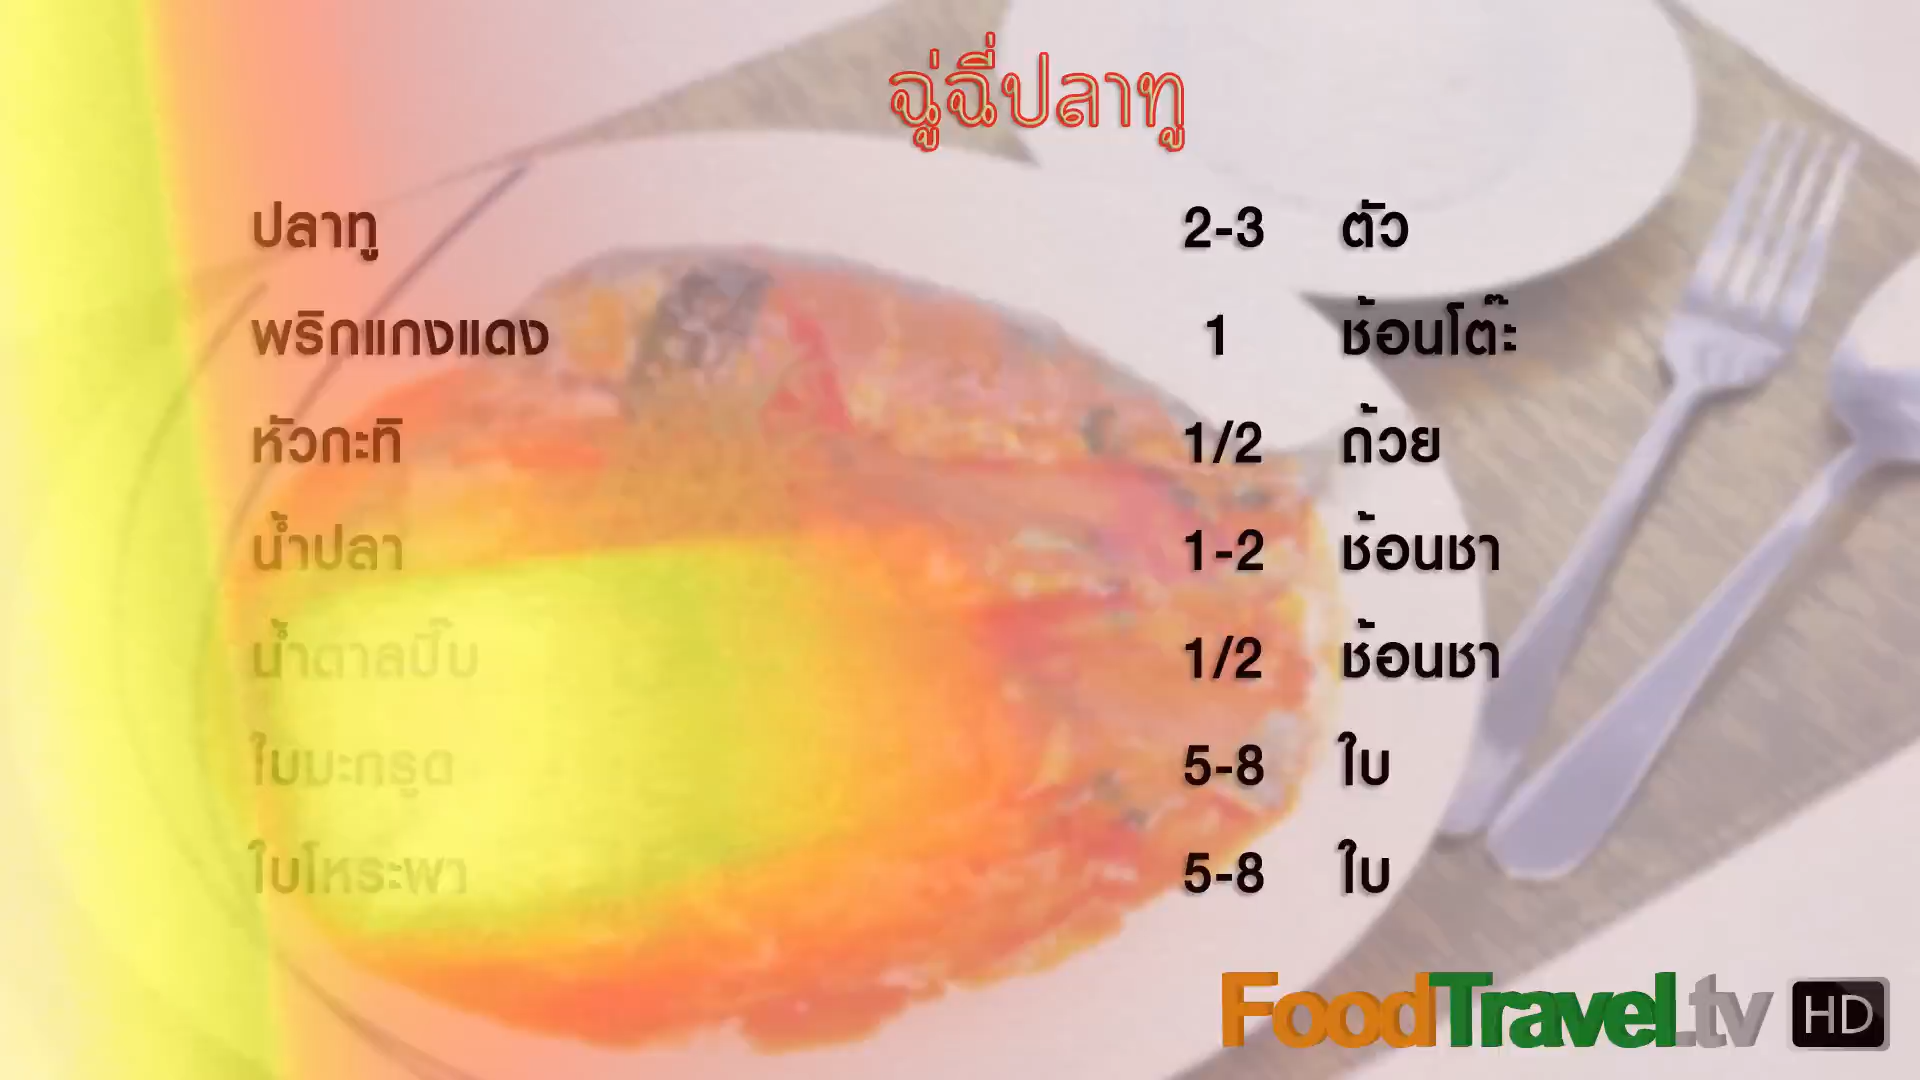 ฉู่ฉี่ปลาทู
ปลาทู 2-3 ตัว
พริกแกงแดง 1 ช้อนโต๊ะ
หัวกะทิ 1/2 ถ้วย
น้ำปลา 1-2 ช้อนชา
น้ำตาลปี๊บ 1/2 ช้อนชา
ใบมะกรูด 5-8 ใบ
ใบโหระพา 5-8 ใบ
FoodTravel.tv HD